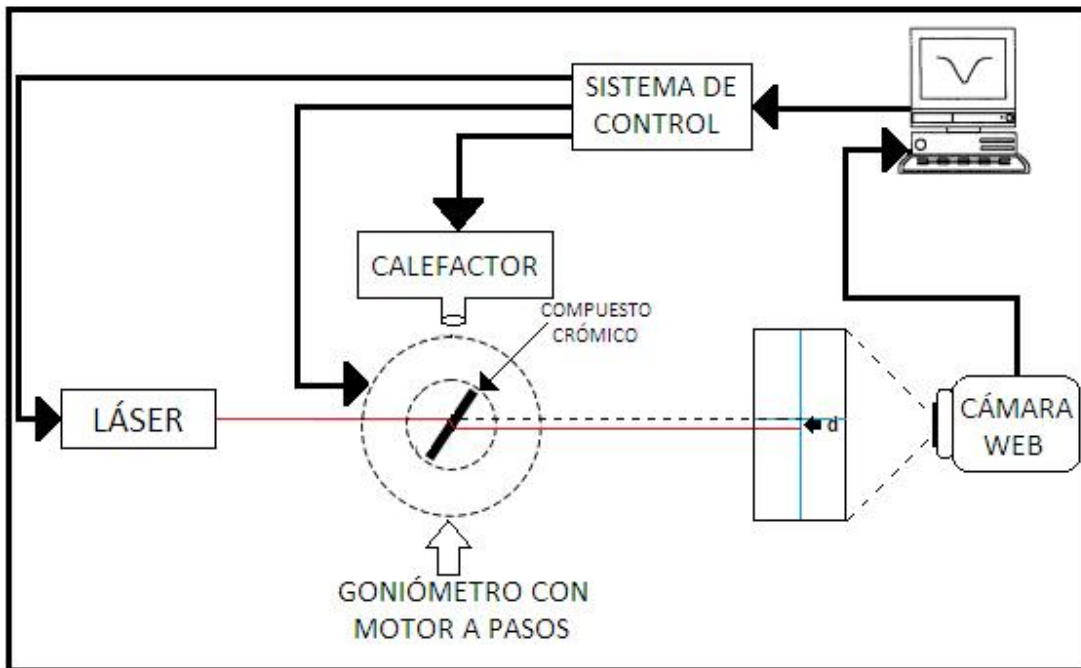 SISTEMA DE
CONTROL
CALEFACTOR
COMPUESTO
CRÓMICO
LÁSER
d
CÁMARA
WEB
GONIÓMETRO CON
MOTOR A PASOS